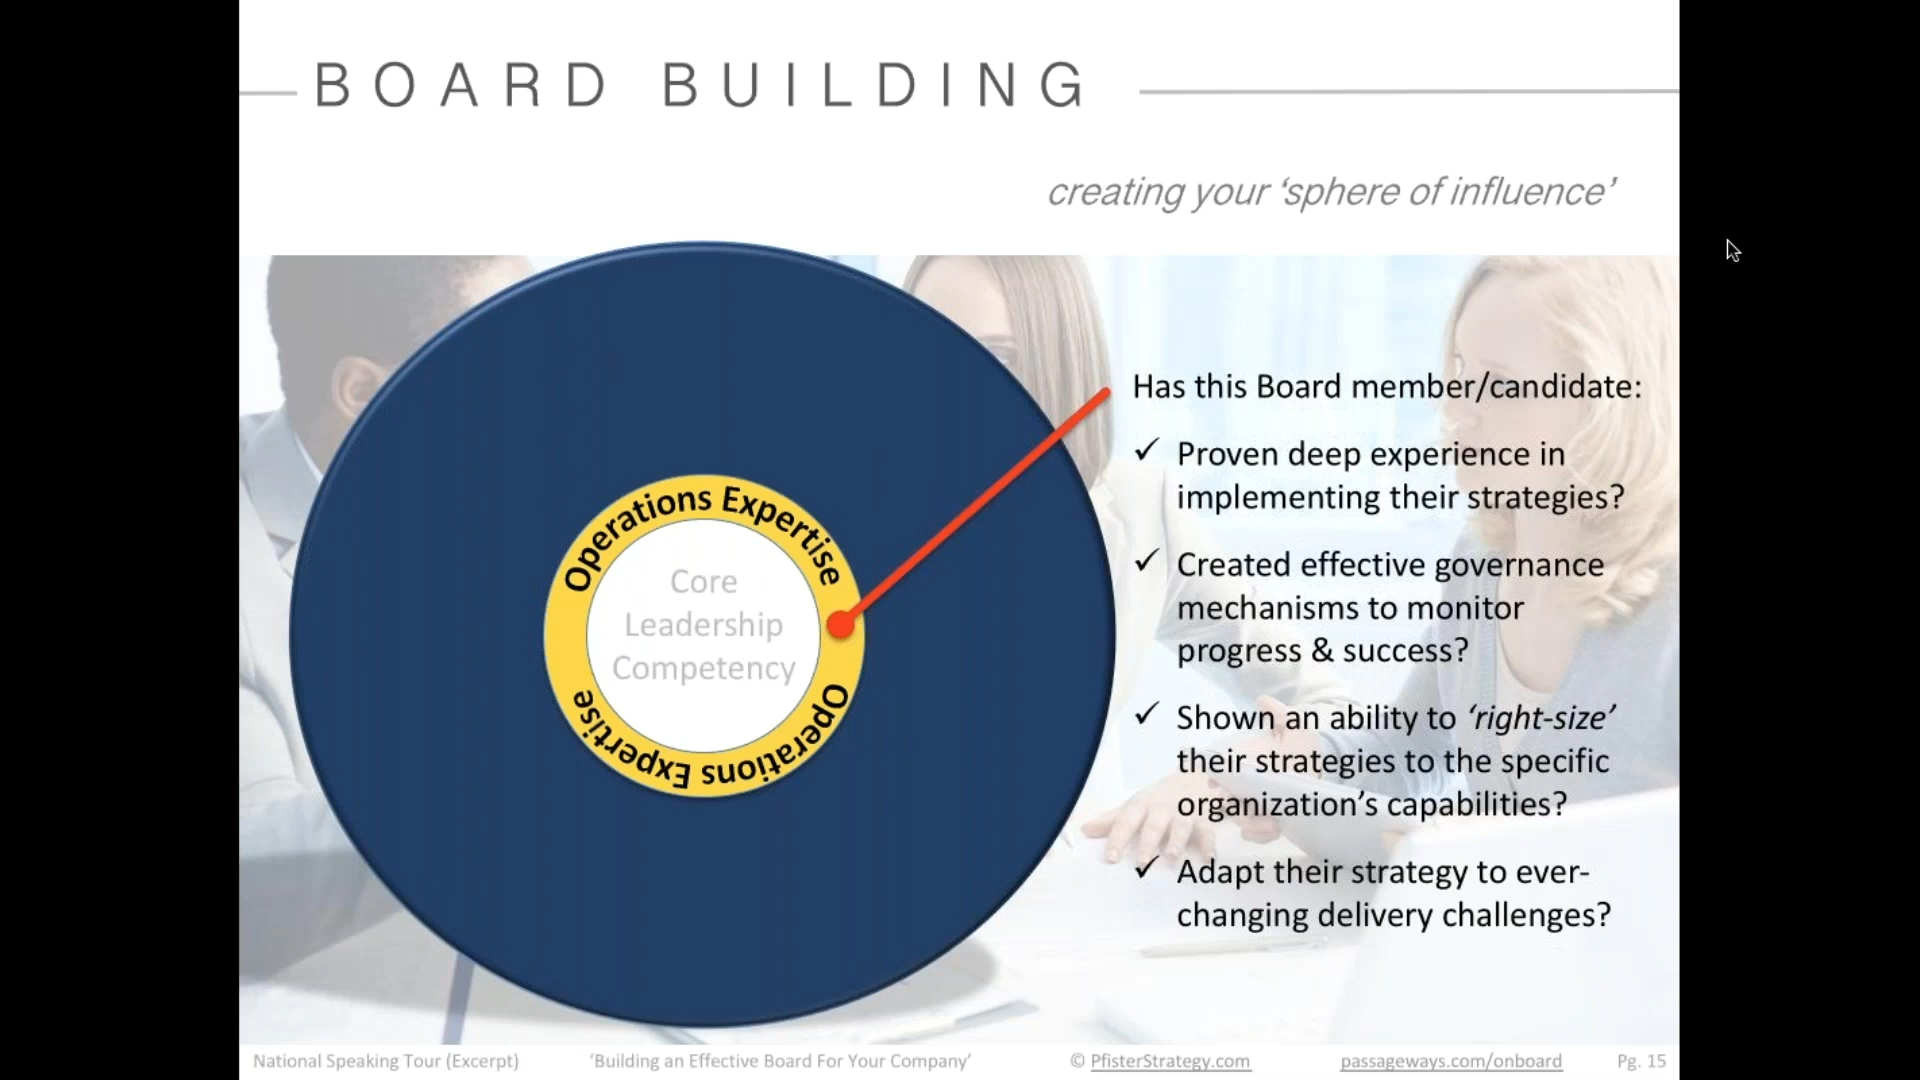 BOARD BUILDING
creating your ‘sphere of influence’
Operations Expertise
Core
Leadership
Competency
Operations Expertise
Has this Board member/candidate:
✓ Proven deep experience in
implementing their strategies?
✓ Created effective governance
mechanisms to monitor
progress & success?
✓ Shown an ability to ‘right-size’
their strategies to the specific
organization’s capabilities?
✓ Adapt their strategy to ever-
changing delivery challenges?
National Speaking Tour (Excerpt) ‘Building an Effective Board For Your Company’ © PfisterStrategy.com passageways.com/onboard Pg. 15